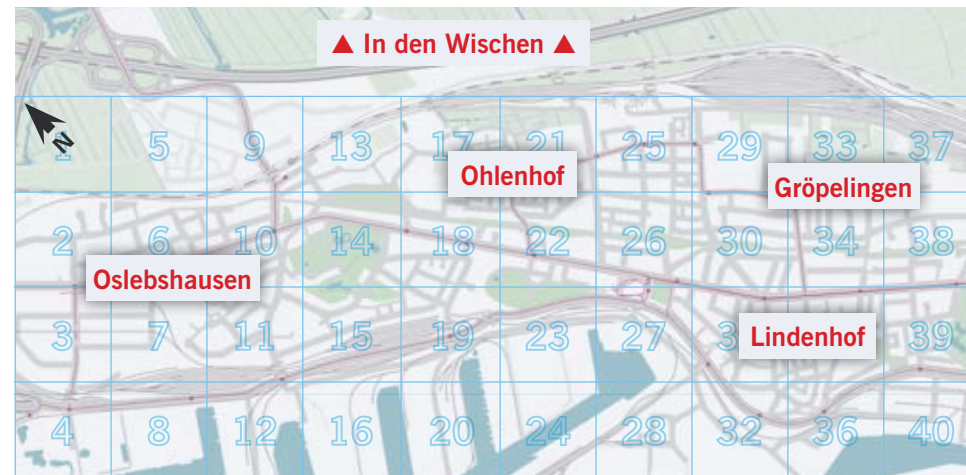 ▲ In den Wischen ▲
N
1 5 9 13 17 21 25 29 33 37
Ohlenhof
Gröpelingen
2 6 10 14 18 22 26 30 34 38
Oslebshausen
3 7 11 15 19 23 27 3 39
Lindenhof
4 8 12 16 20 24 28 32 36 40